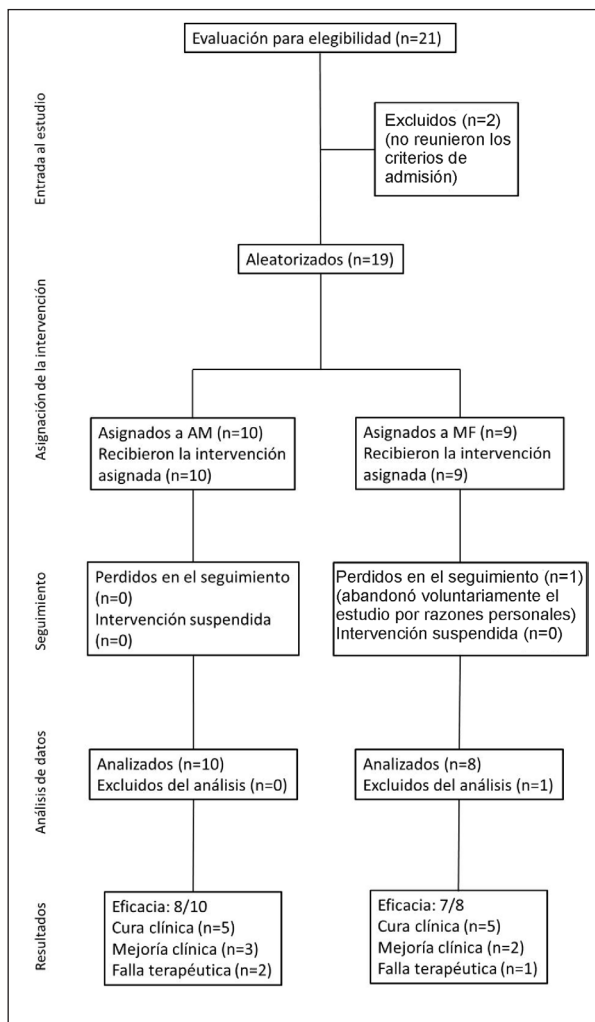 Evaluación para elegibilidad (n=21)
Entrada al estudio
Excluidos (n=2)
(no reunieron los
criterios de
admisión)
Aleatorizados (n=19)
Asignación de la intervención
Asignados a AM (n=10)
Recibieron la intervención
asignada (n=10)
Asignados a MF (n=9)
Recibieron la intervención
asignada (n=9)
Seguimiento
Perdidos en el seguimiento
(n=0)
Intervención suspendida
(n=0)
Perdidos en el seguimiento (n=1)
(abandonó voluntariamente el
estudio por razones personales)
Intervención suspendida (n=0)
Análisis de datos
Analizados (n=10)
Excluidos del análisis (n=0)
Analizados (n=8)
Excluidos del análisis (n=1)
Resultados
Eficacia: 8/10
Cura clínica (n=5)
Mejoría clínica (n=3)
Falla terapéutica (n=2)
Eficacia: 7/8
Cura clínica (n=5)
Mejoría clínica (n=2)
Falla terapéutica (n=1)